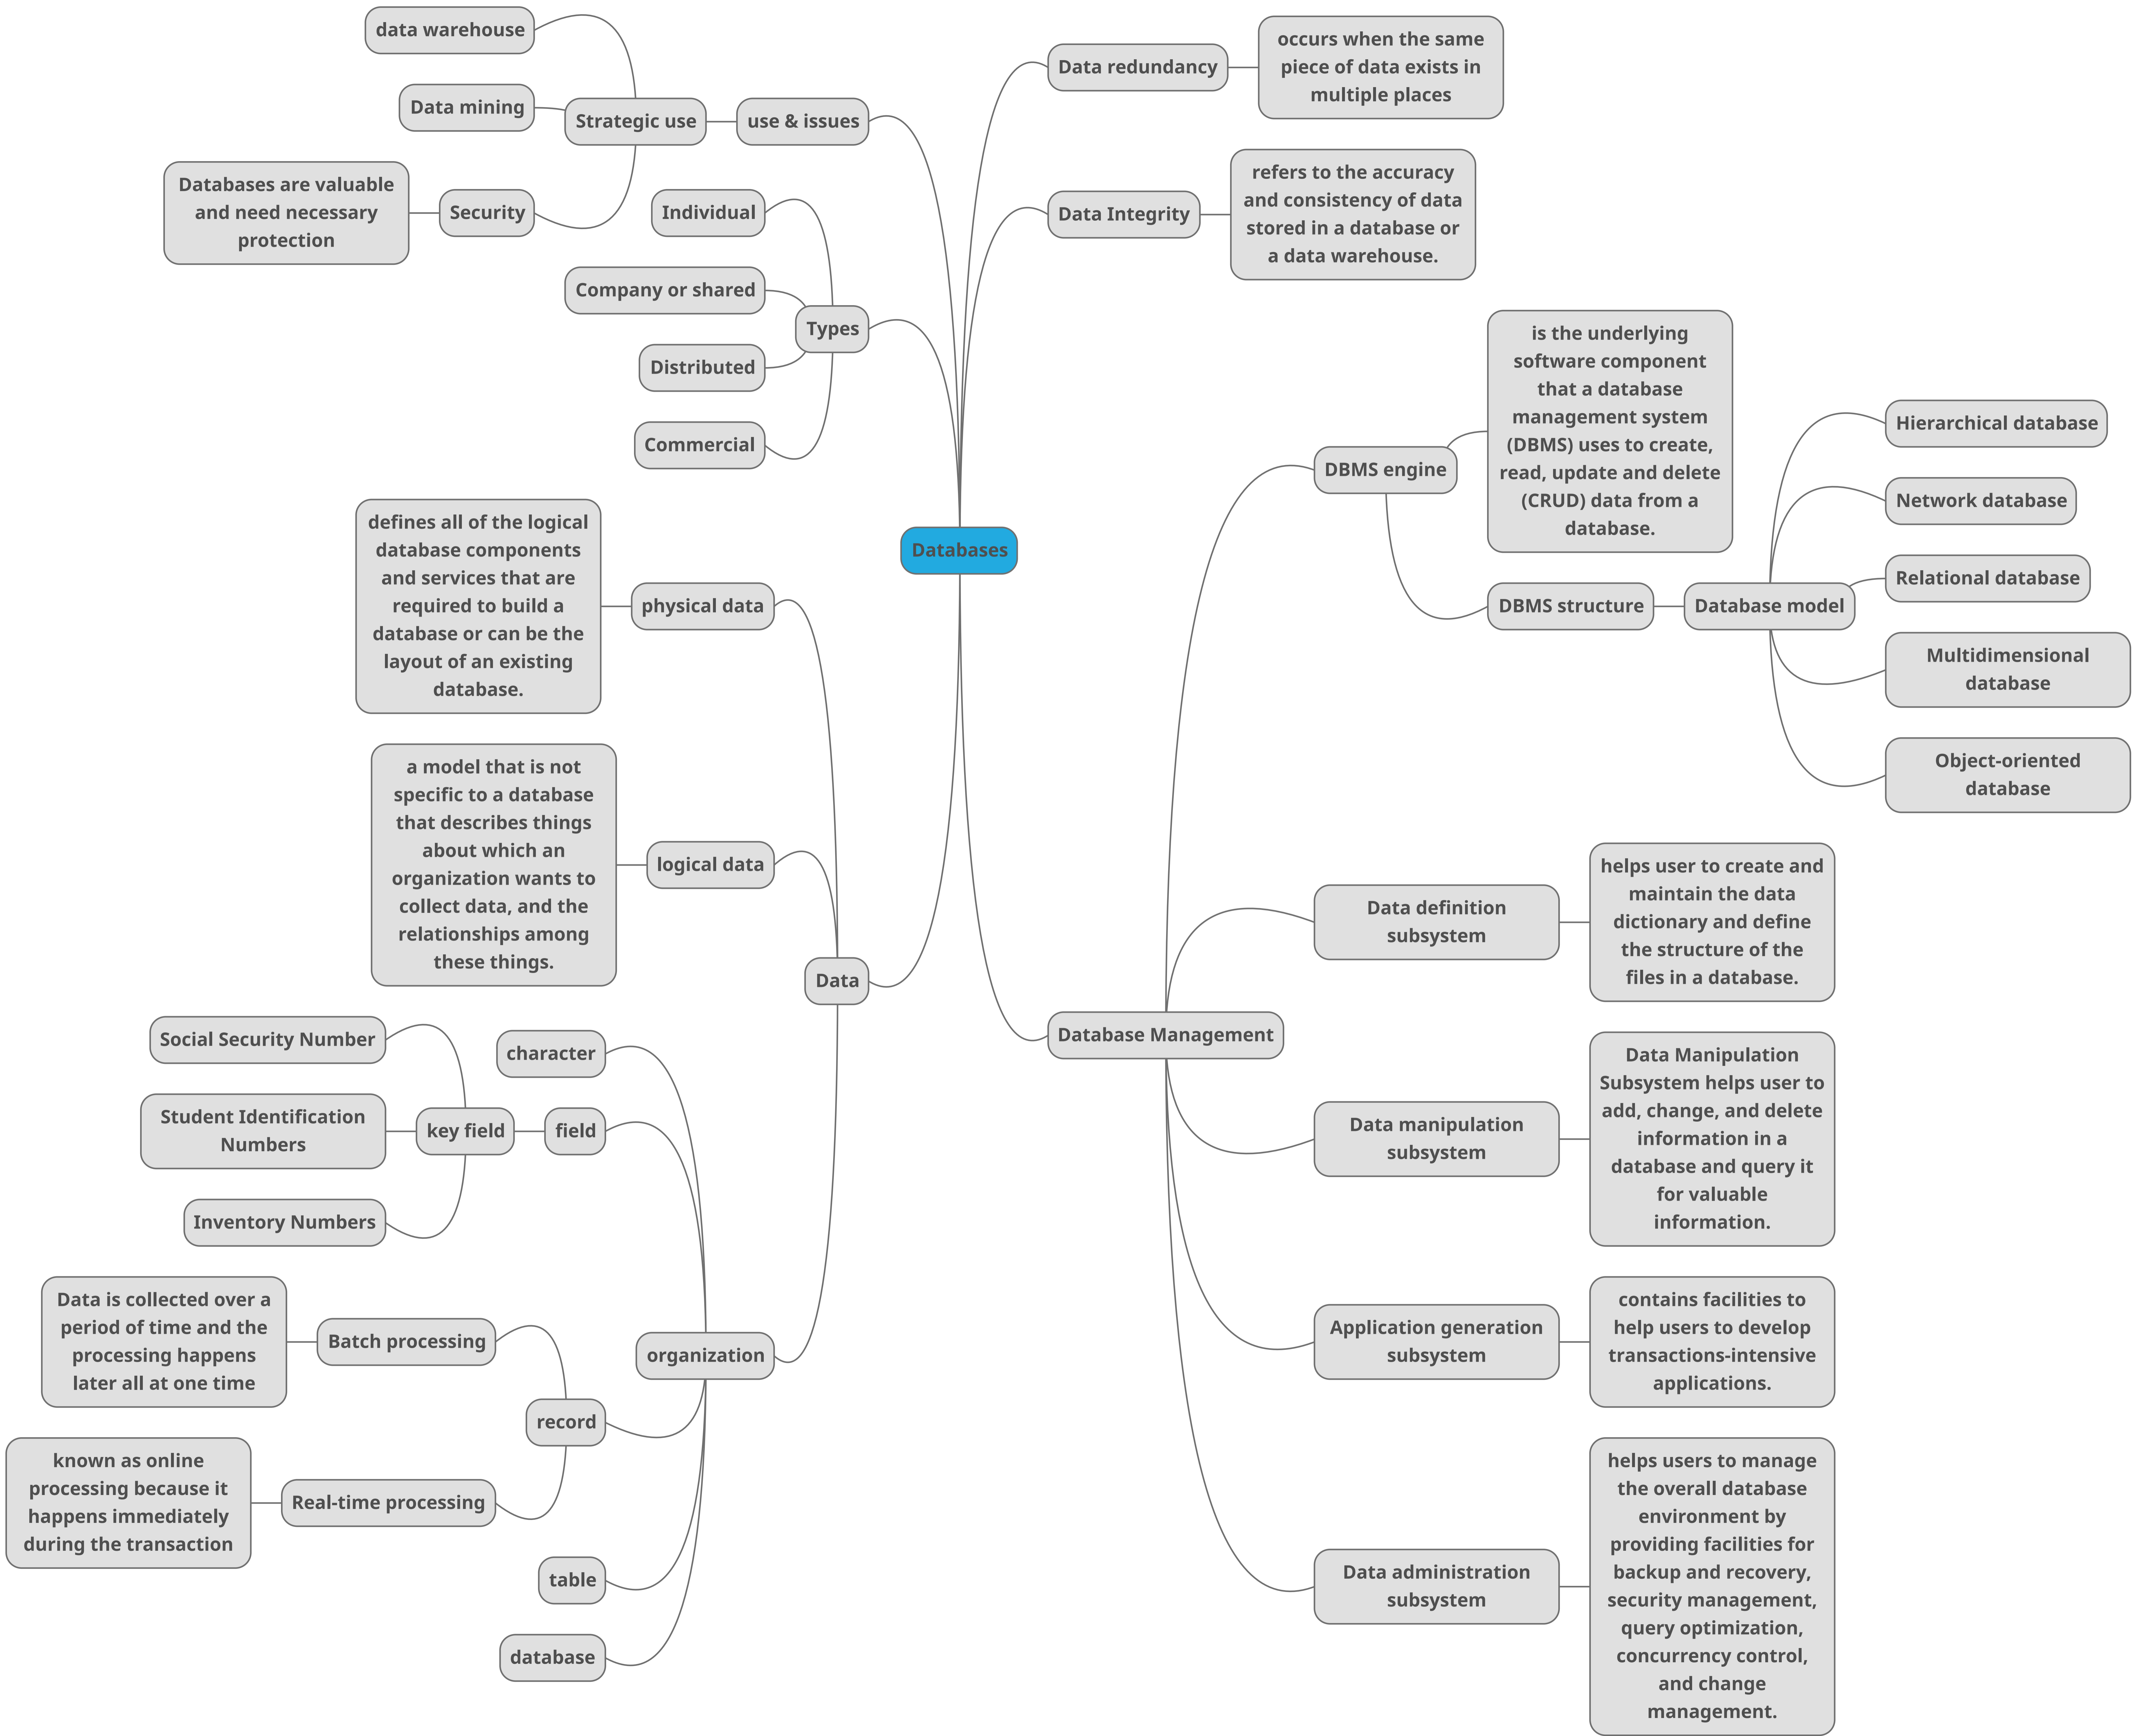 data warehouse
Data mining
Strategic use
use & issues
Databases are valuable
and need necessary
protection
Security
Individual
Company or shared
Types
Distributed
Commercial
defines all of the logical
database components
and services that are
required to build a
database or can be the
layout of an existing
database.
physical data
a model that is not
specific to a database
that describes things
about which an
organization wants to
collect data, and the
relationships among
these things.
logical data
Data
Social Security Number
Student Identification
Numbers
Inventory Numbers
key field
field
character
Data is collected over a
period of time and the
processing happens
later all at one time
Batch processing
organization
record
known as online
processing because it
happens immediately
during the transaction
Real-time processing
table
database
Databases
Data redundancy
occurs when the same
piece of data exists in
multiple places
Data Integrity
refers to the accuracy
and consistency of data
stored in a database or
a data warehouse.
DBMS engine
is the underlying
software component
that a database
management system
(DBMS) uses to create,
read, update and delete
(CRUD) data from a
database.
DBMS structure
Database model
Hierarchical database
Network database
Relational database
Multidimensional
database
Object-oriented
database
Database Management
Data definition
subsystem
helps user to create and
maintain the data
dictionary and define
the structure of the
files in a database.
Data manipulation
subsystem
Data Manipulation
Subsystem helps user to
add, change, and delete
information in a
database and query it
for valuable
information.
Application generation
subsystem
contains facilities to
help users to develop
transactions-intensive
applications.
Data administration
subsystem
helps users to manage
the overall database
environment by
providing facilities for
backup and recovery,
security management,
query optimization,
concurrency control,
and change
management.